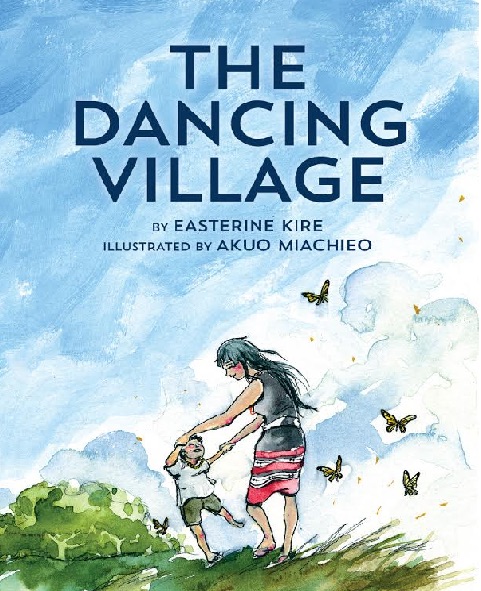 THE
DANCING
VILLAGE
BY EASTERINE KIRE
ILLUSTRATED BY AKUO MIACHIEO